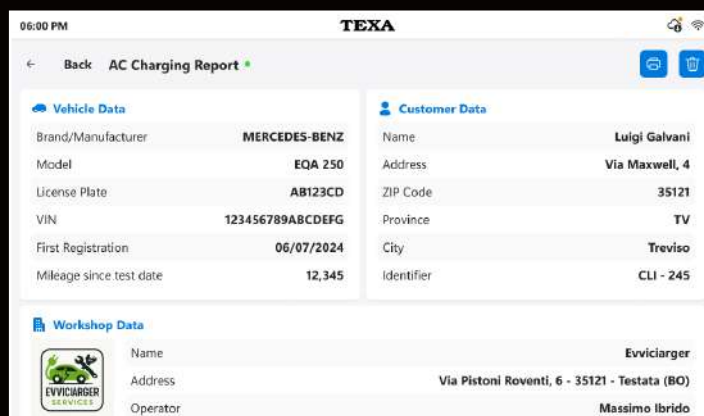 06:00 PM
TEXA
Back
AC Charging Report
Vehicle Data
Brand/Manufacturer MERCEDES-BENZ
Model EQA 250
License Plate AB123CD
VIN 123456789ABCDEFG
First Registration 06/07/2024
Mileage since test date 12,345
Customer Data
Name Luigi Galvani
Address Via Maxwell, 4
ZIP Code 35121
Province TV
City Treviso
Identifier CLI - 245
Workshop Data
EVVICIARGER
SERVICES
Name Evviciarger
Address Via Pistoni Roventi, 6 - 35121 - Testata (BO)
Operator Massimo Ibrido